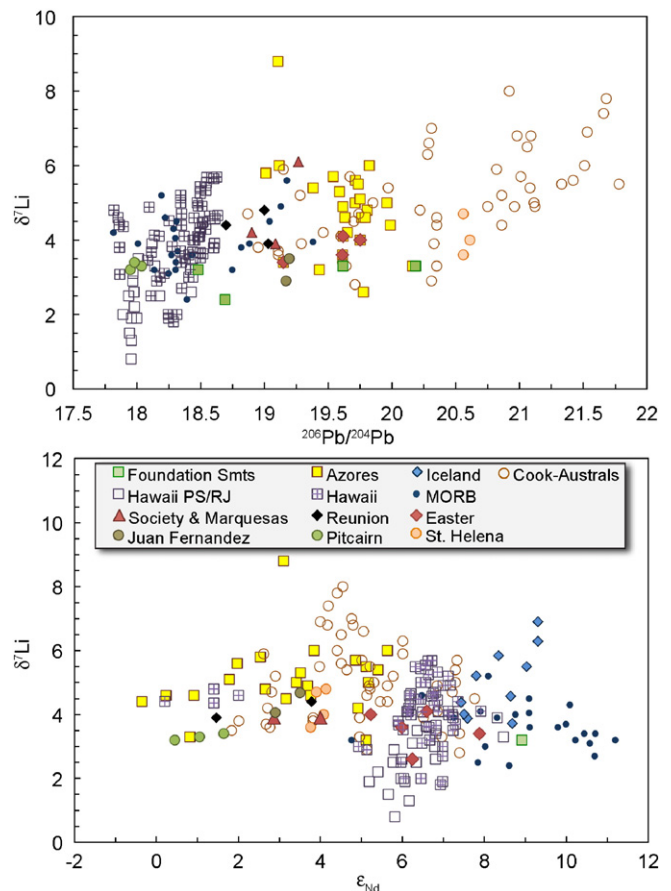 10
8
6
4
2
0
δ⁷Li
17.5 18 18.5 19 19.5 20 20.5 21 21.5 22
²⁰⁶Pb/²⁰⁴Pb
12
10
8
6
4
2
0
δ⁷Li
Foundation Smts Azores Iceland Cook-Australs
Hawaii PS/RJ Hawaii MORB
Society & Marquesas Reunion Easter
Juan Fernandez Pitcairn St. Helena
-2 0 2 4 6 8 10 12
εNd